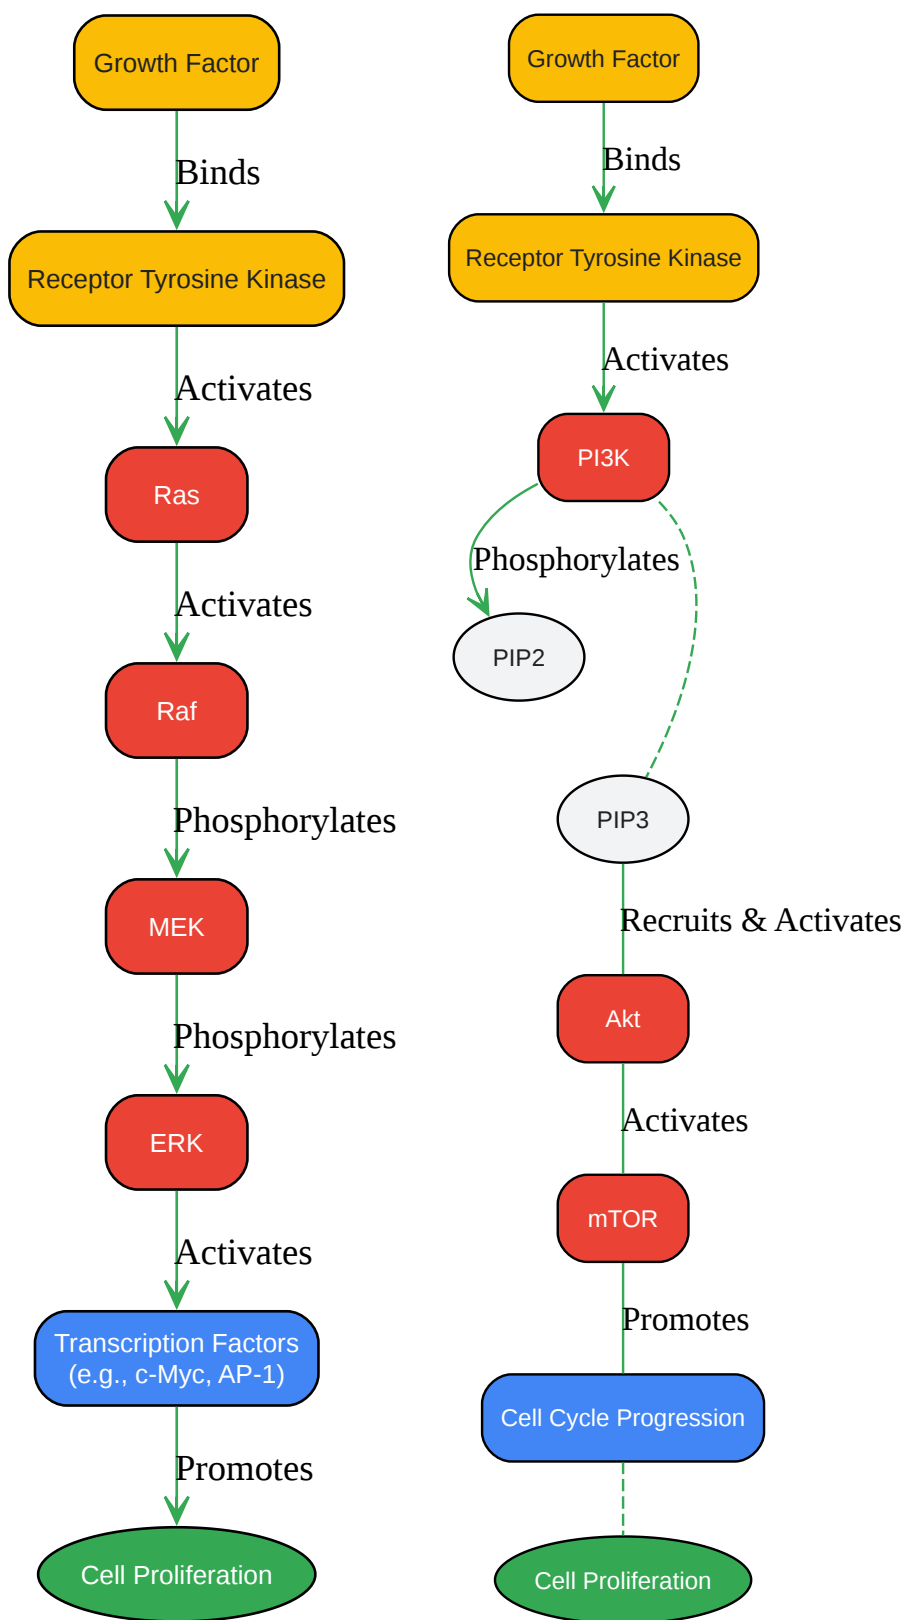 Growth Factor
Binds
Receptor Tyrosine Kinase
Activates
Ras
Activates
Raf
Phosphorylates
MEK
Phosphorylates
ERK
Activates
Transcription Factors
(e.g., c-Myc, AP-1)
Promotes
Cell Proliferation
Growth Factor
Binds
Receptor Tyrosine Kinase
Activates
PI3K
Phosphorylates
PIP2
PIP3
Recruits & Activates
Akt
Activates
mTOR
Promotes
Cell Cycle Progression
Cell Proliferation